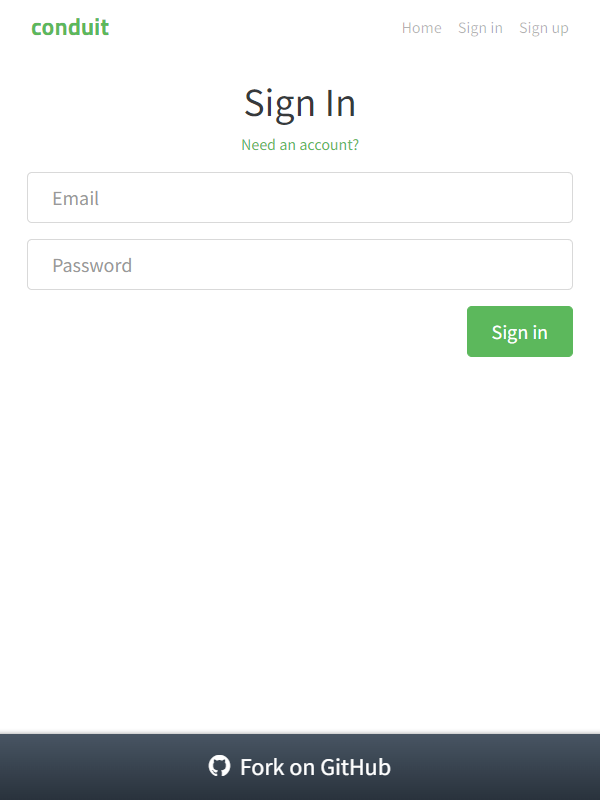 conduit
Home Sign in Sign up
Sign In
Need an account?
Email
Password
Sign in
Fork on GitHub